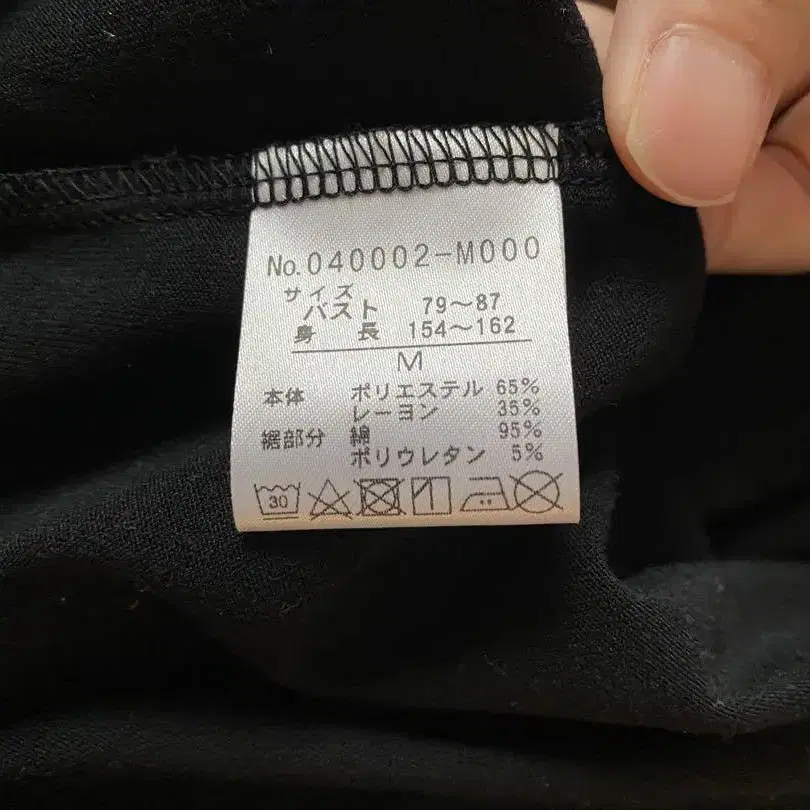 No. 040002-M000
サイズ
バスト 79〜87
身長 154〜162
M
本体 ポリエステル 65%
レーヨン 35%
裾部分 綿 95%
ポリウレタン 5%
30